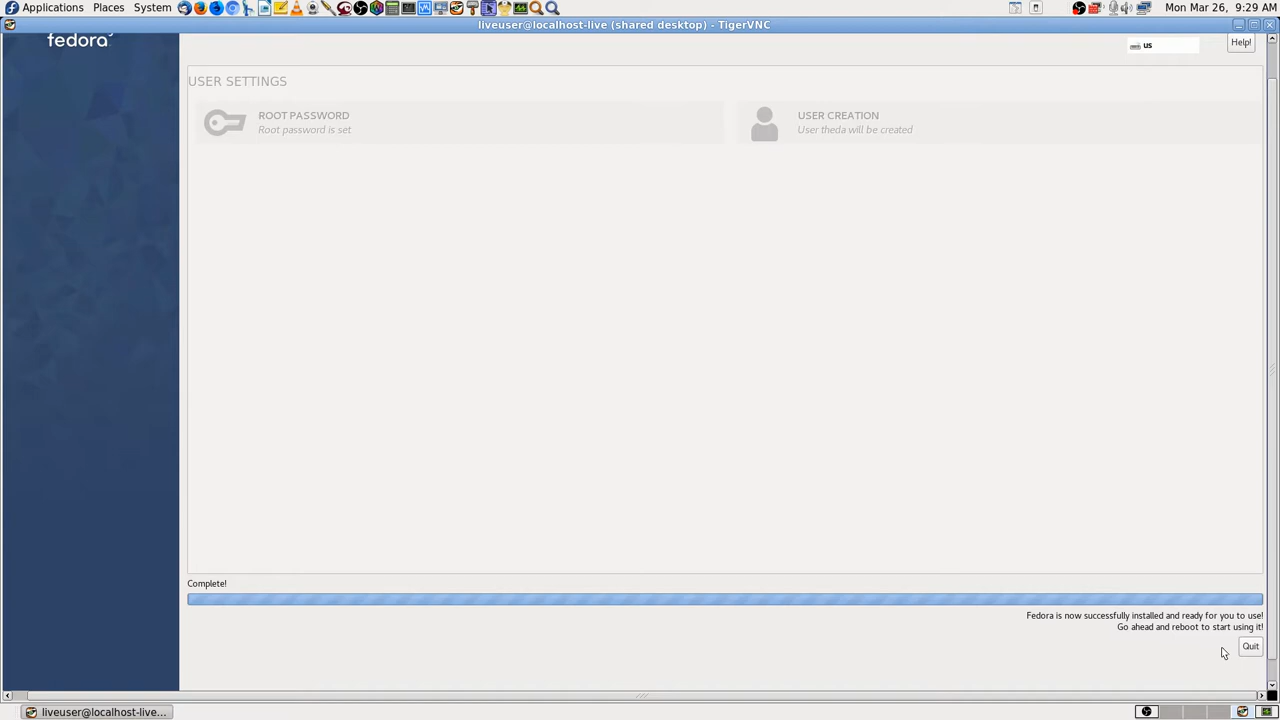 Applications Places System Mon Mar 26, 9:29 AM
liveuser@localhost-live (shared desktop) - TigerVNC
fedora
us
Help!
USER SETTINGS
ROOT PASSWORD
Root password is set
USER CREATION
User theda will be created
Complete!
Fedora is now successfully installed and ready for you to use!
Go ahead and reboot to start using it!
Quit
liveuser@localhost-live...